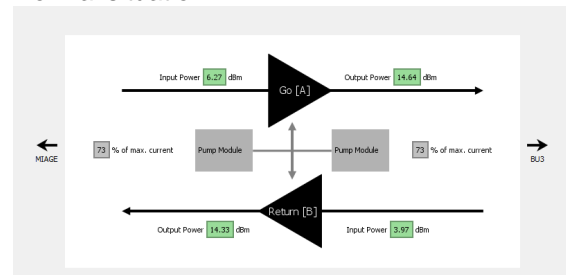 Input Power 6.27 dBm
Output Power 14.64 dBm
Go [A]
MIAGE
73 % of max. current
Pump Module
Pump Module
73 % of max. current
BU3
Return [B]
Output Power 14.33 dBm
Input Power 3.97 dBm